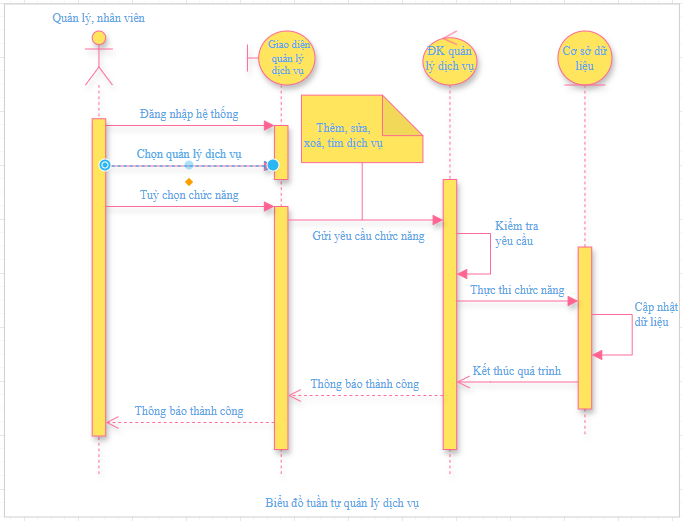 Quản lý, nhân viên
Giao diện
quản lý
dịch vụ
ĐK quản
lý dịch vụ
Cơ sở dữ
liệu
Đăng nhập hệ thống
Thêm, sửa,
xoá, tìm dịch vụ
Chọn quản lý dịch vụ
Tuỳ chọn chức năng
Gửi yêu cầu chức năng
Kiểm tra
yêu cầu
Thực thi chức năng
Cập nhật
dữ liệu
Kết thúc quá trình
Thông báo thành công
Thông báo thành công
Biểu đồ tuần tự quản lý dịch vụ